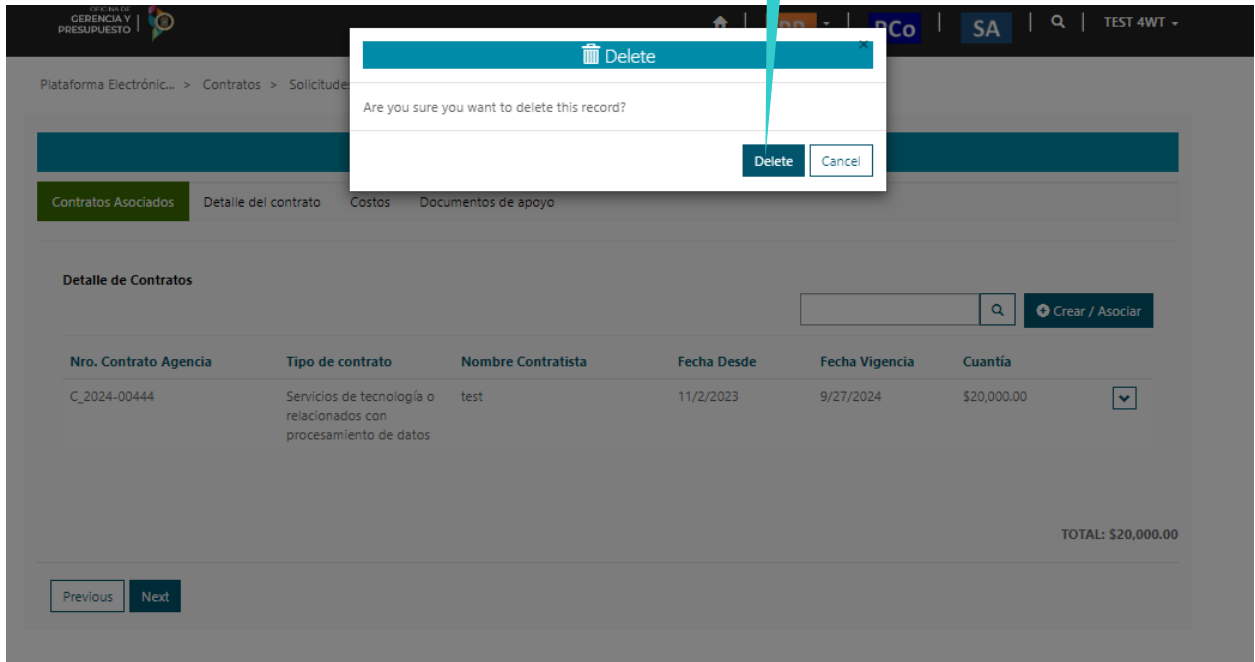 OFICINA DE
GERENCIA Y
PRESUPUESTO
PCo
SA
TEST 4WT
Delete
×
Plataforma Electrónic... > Contratos > Solicitudes
Are you sure you want to delete this record?
Delete
Cancel
Contratos Asociados
Detalle del contrato
Costos
Documentos de apoyo
Detalle de Contratos
Crear / Asociar
Nro. Contrato Agencia
Tipo de contrato
Nombre Contratista
Fecha Desde
Fecha Vigencia
Cuantía
C_2024-00444
Servicios de tecnología o
relacionados con
procesamiento de datos
test
11/2/2023
9/27/2024
$20,000.00
TOTAL: $20,000.00
Previous
Next